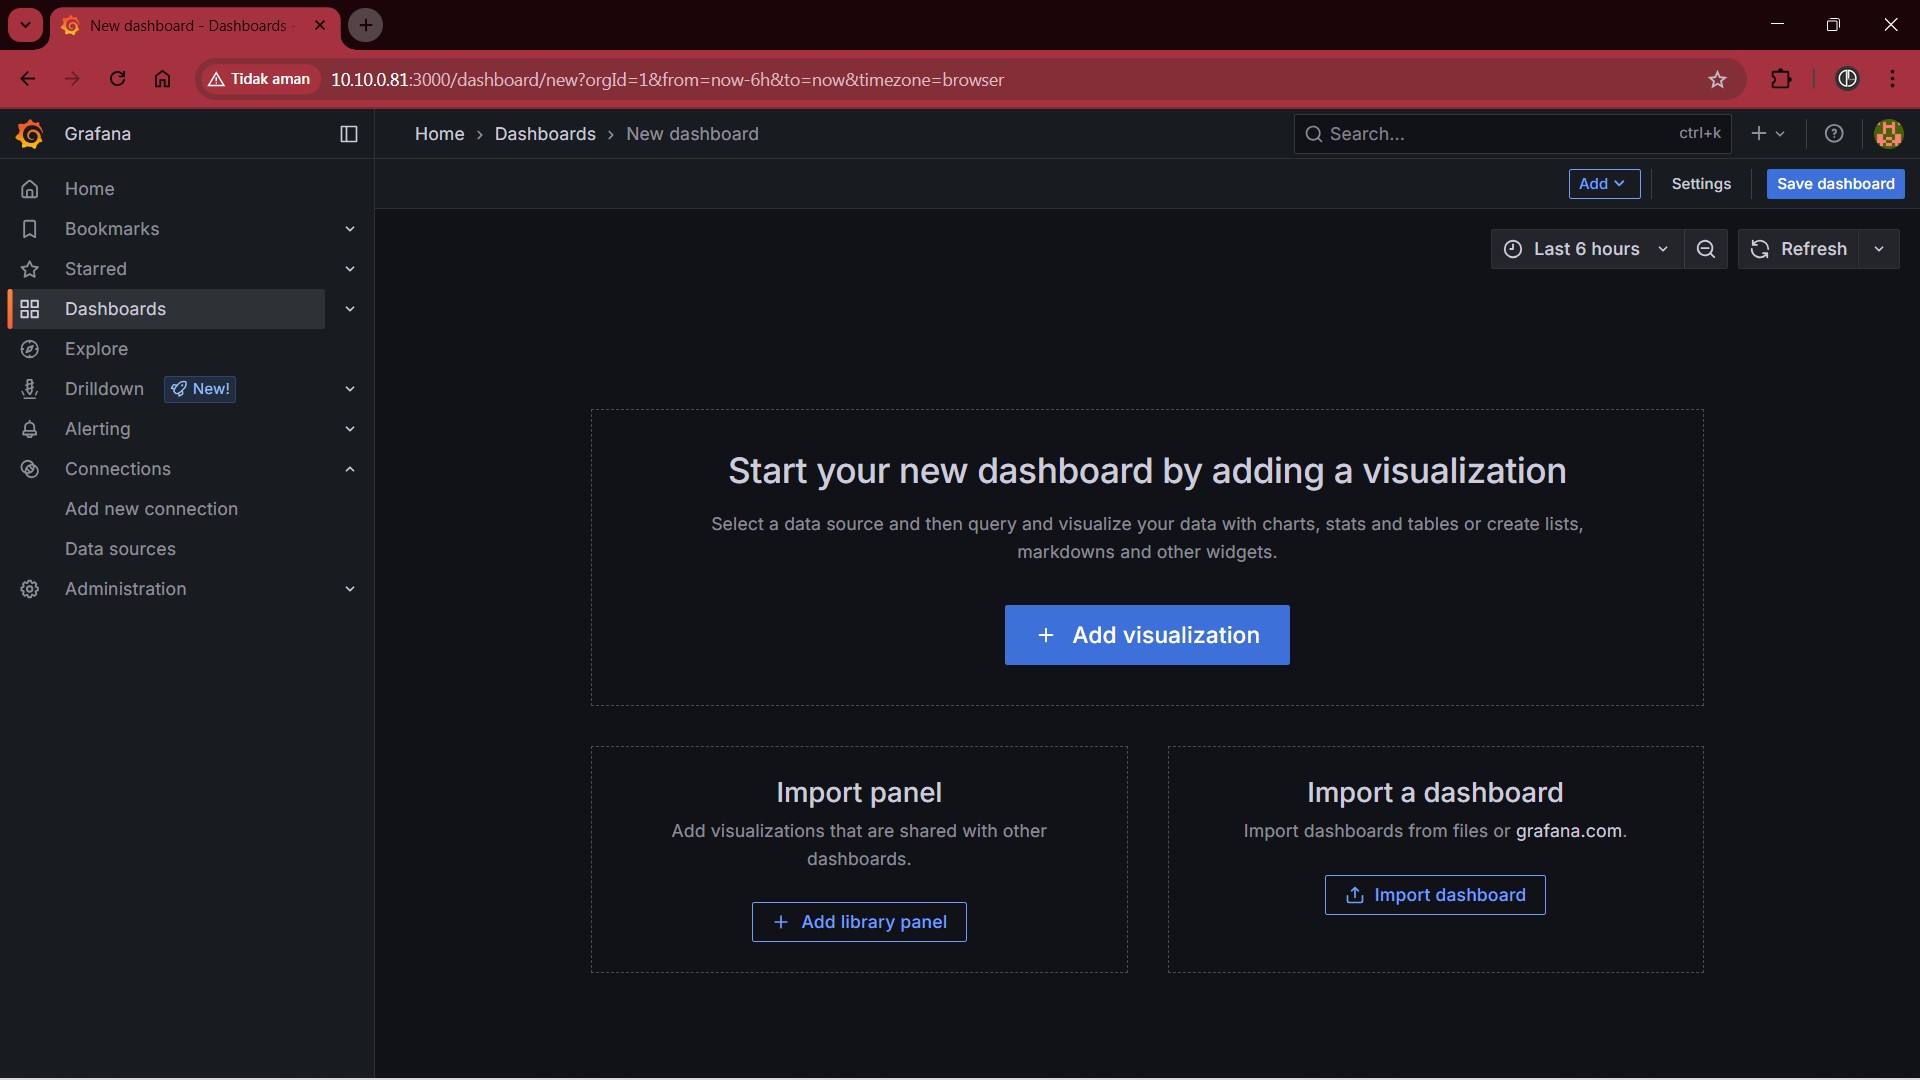 New dashboard - Dashboards
Tidak aman
10.10.0.81:3000/dashboard/new?orgId=1&from=now-6h&to=now&timezone=browser
Grafana
Home › Dashboards › New dashboard
Search...
ctrl+k
Add
Settings
Save dashboard
Home
Bookmarks
Starred
Dashboards
Explore
Drilldown
New!
Alerting
Connections
Add new connection
Data sources
Administration
Last 6 hours
Refresh
Start your new dashboard by adding a visualization
Select a data source and then query and visualize your data with charts, stats and tables or create lists,
markdowns and other widgets.
+ Add visualization
Import panel
Add visualizations that are shared with other
dashboards.
+ Add library panel
Import a dashboard
Import dashboards from files or grafana.com.
Import dashboard